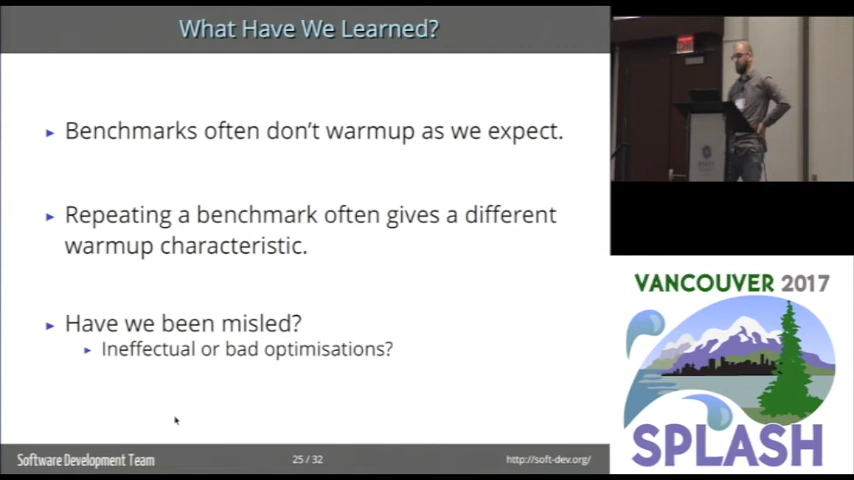 What Have We Learned?
Benchmarks often don't warmup as we expect.
Repeating a benchmark often gives a different
warmup characteristic.
Have we been misled?
Ineffectual or bad optimisations?
Software Development Team
25 / 32
http://soft-dev.org/
VANCOUVER 2017
SPLASH